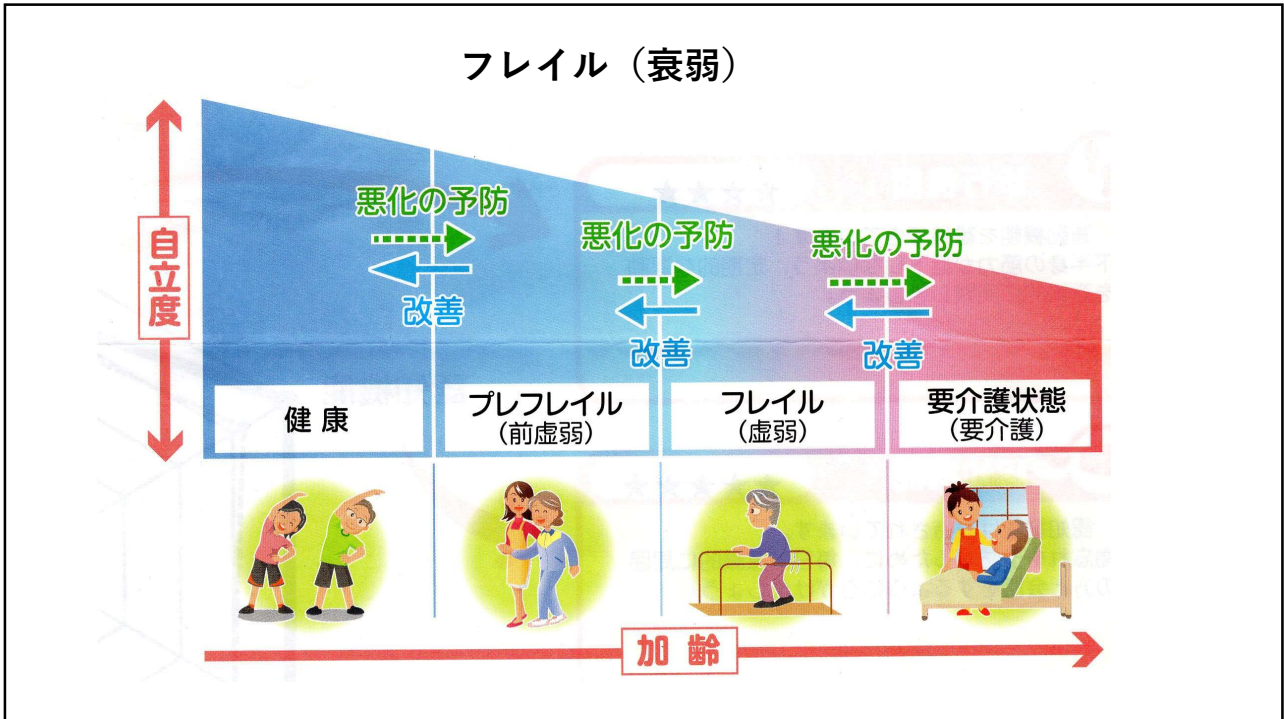 フレイル（衰弱）
自立度
悪化の予防
改善
悪化の予防
改善
悪化の予防
改善
健康
プレフレイル
（前虚弱）
フレイル
（虚弱）
要介護状態
（要介護）
加齢